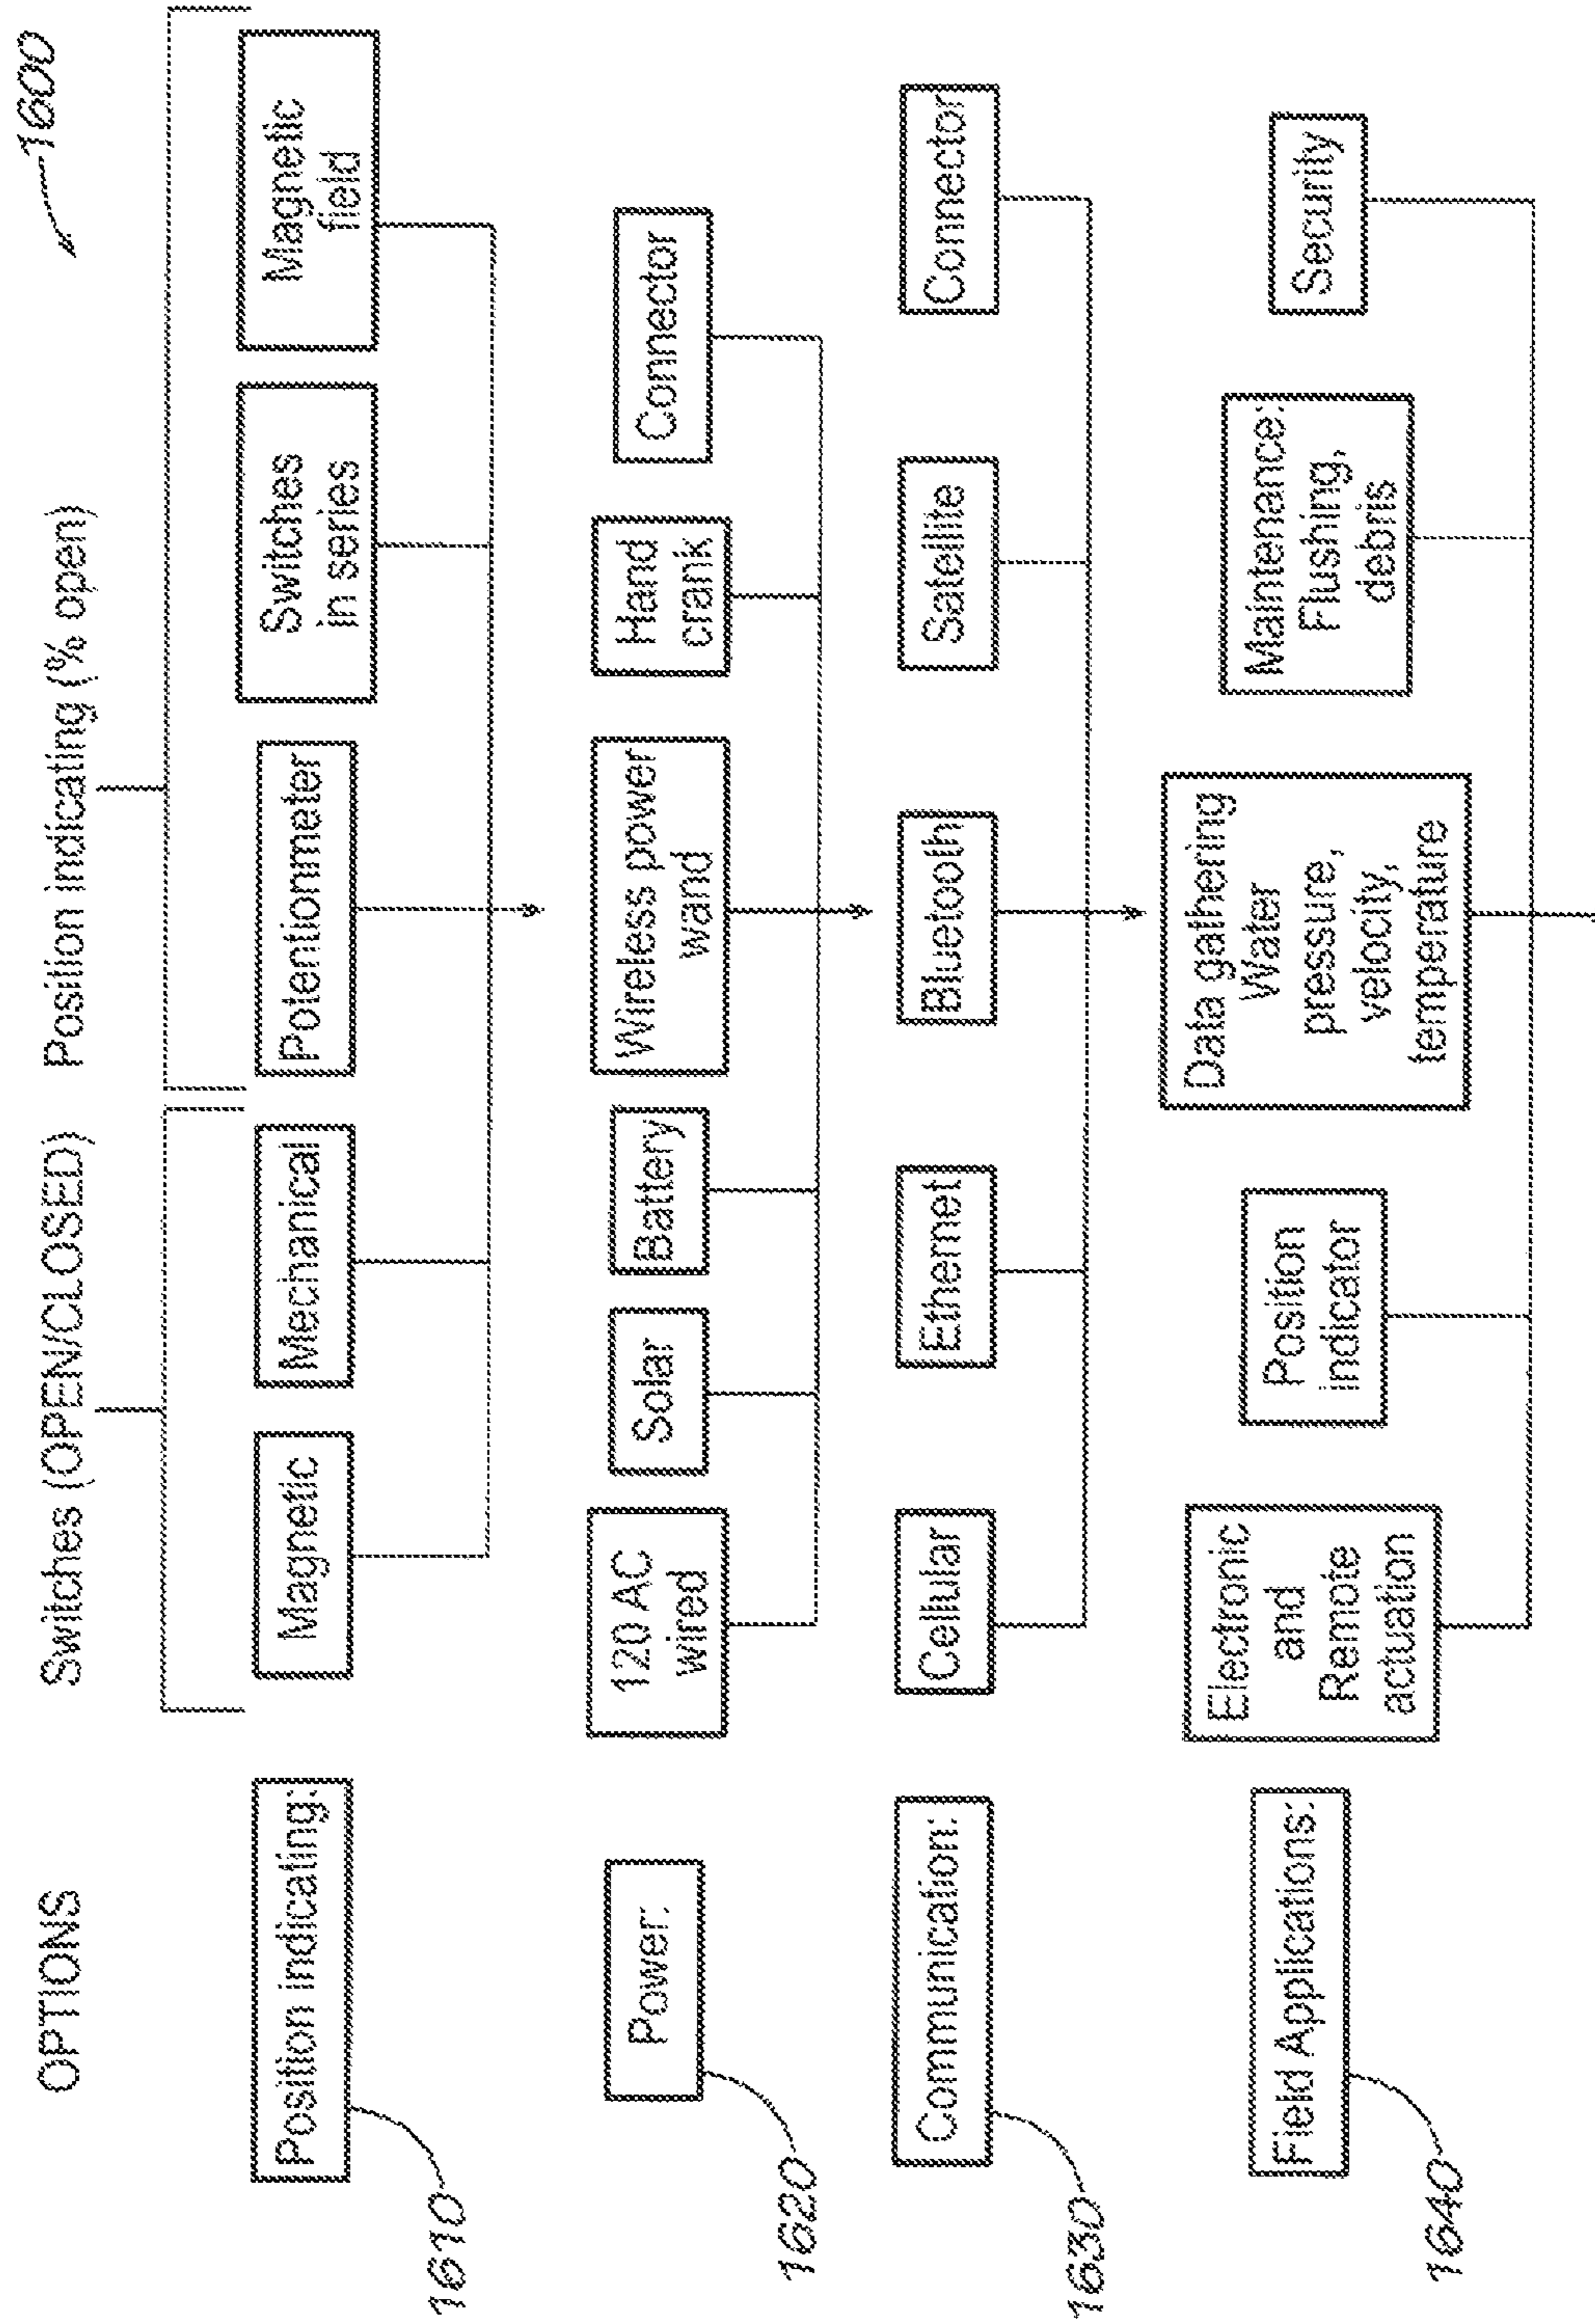 1600
OPTIONS
Switches (OPEN/CLOSED)
Position indicating (% open)
Position indicating:
Magnetic
Mechanical
Potentionmeter
Switches
in series
Magnetic
field
1610
Power:
120 AC
wired
Solar
Battery
Wireless power
wand
Hand
crank
Connector
1620
Communication:
Cellular
Ethernet
Bluetooth
Satellite
Connector
1630
Field Applications:
Electronic
and
Remote
actuation
Position
indicator
Data gathering
Water
pressure,
velocity,
temperature
Maintenance:
Flushing,
debris
Security
1640